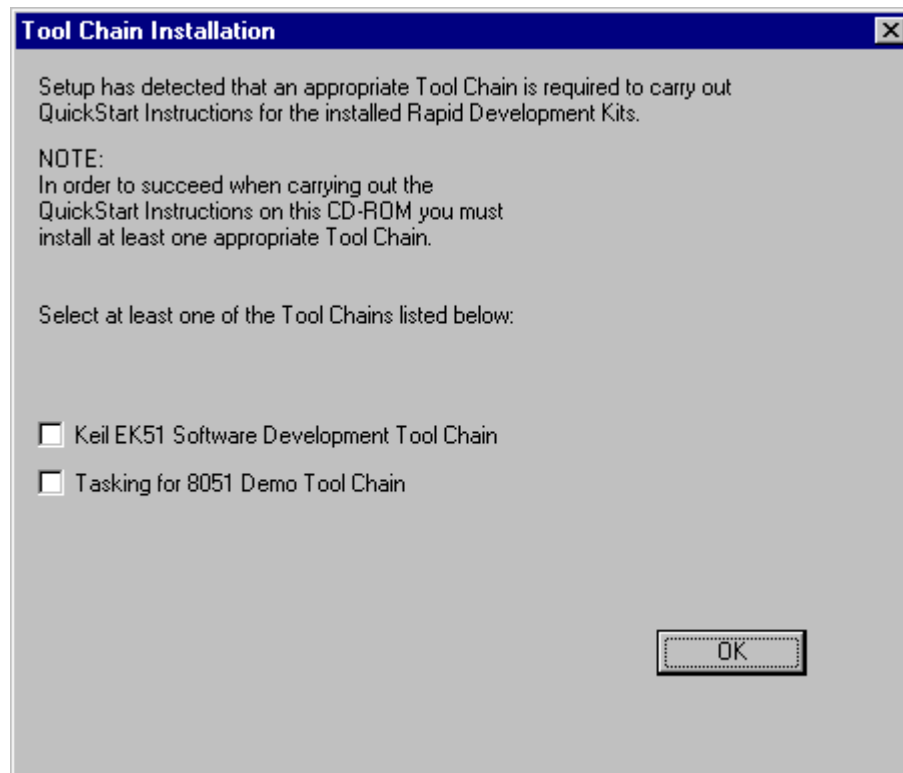 Tool Chain Installation
Setup has detected that an appropriate Tool Chain is required to carry out
QuickStart Instructions for the installed Rapid Development Kits.
NOTE:
In order to succeed when carrying out the
QuickStart Instructions on this CD-ROM you must
install at least one appropriate Tool Chain.
Select at least one of the Tool Chains listed below:
Keil EK51 Software Development Tool Chain
Tasking for 8051 Demo Tool Chain
OK